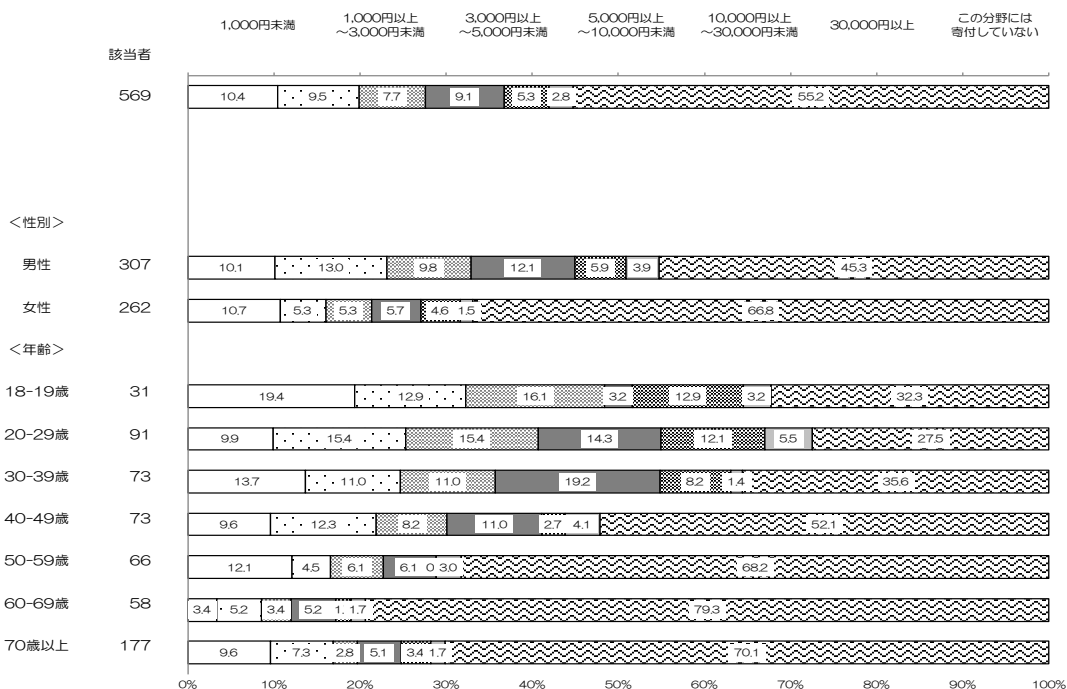 1,000円未満
1,000円以上
～3,000円未満
3,000円以上
～5,000円未満
5,000円以上
～10,000円未満
10,000円以上
～30,000円未満
30,000円以上
この分野には
寄付していない
該当者
569 10.4 9.5 7.7 9.1 5.3 2.8 55.2
＜性別＞
男性 307 10.1 13.0 9.8 12.1 5.9 3.9 45.3
女性 262 10.7 5.3 5.3 5.7 4.6 1.5 66.8
＜年齢＞
18-19歳 31 19.4 12.9 16.1 3.2 12.9 3.2 32.3
20-29歳 91 9.9 15.4 15.4 14.3 12.1 5.5 27.5
30-39歳 73 13.7 11.0 11.0 19.2 8.2 1.4 35.6
40-49歳 73 9.6 12.3 8.2 11.0 2.7 4.1 52.1
50-59歳 66 12.1 4.5 6.1 6.1 0 3.0 68.2
60-69歳 58 3.4 5.2 3.4 5.2 1. 1.7 79.3
70歳以上 177 9.6 7.3 2.8 5.1 3.4 1.7 70.1
0% 10% 20% 30% 40% 50% 60% 70% 80% 90% 100%